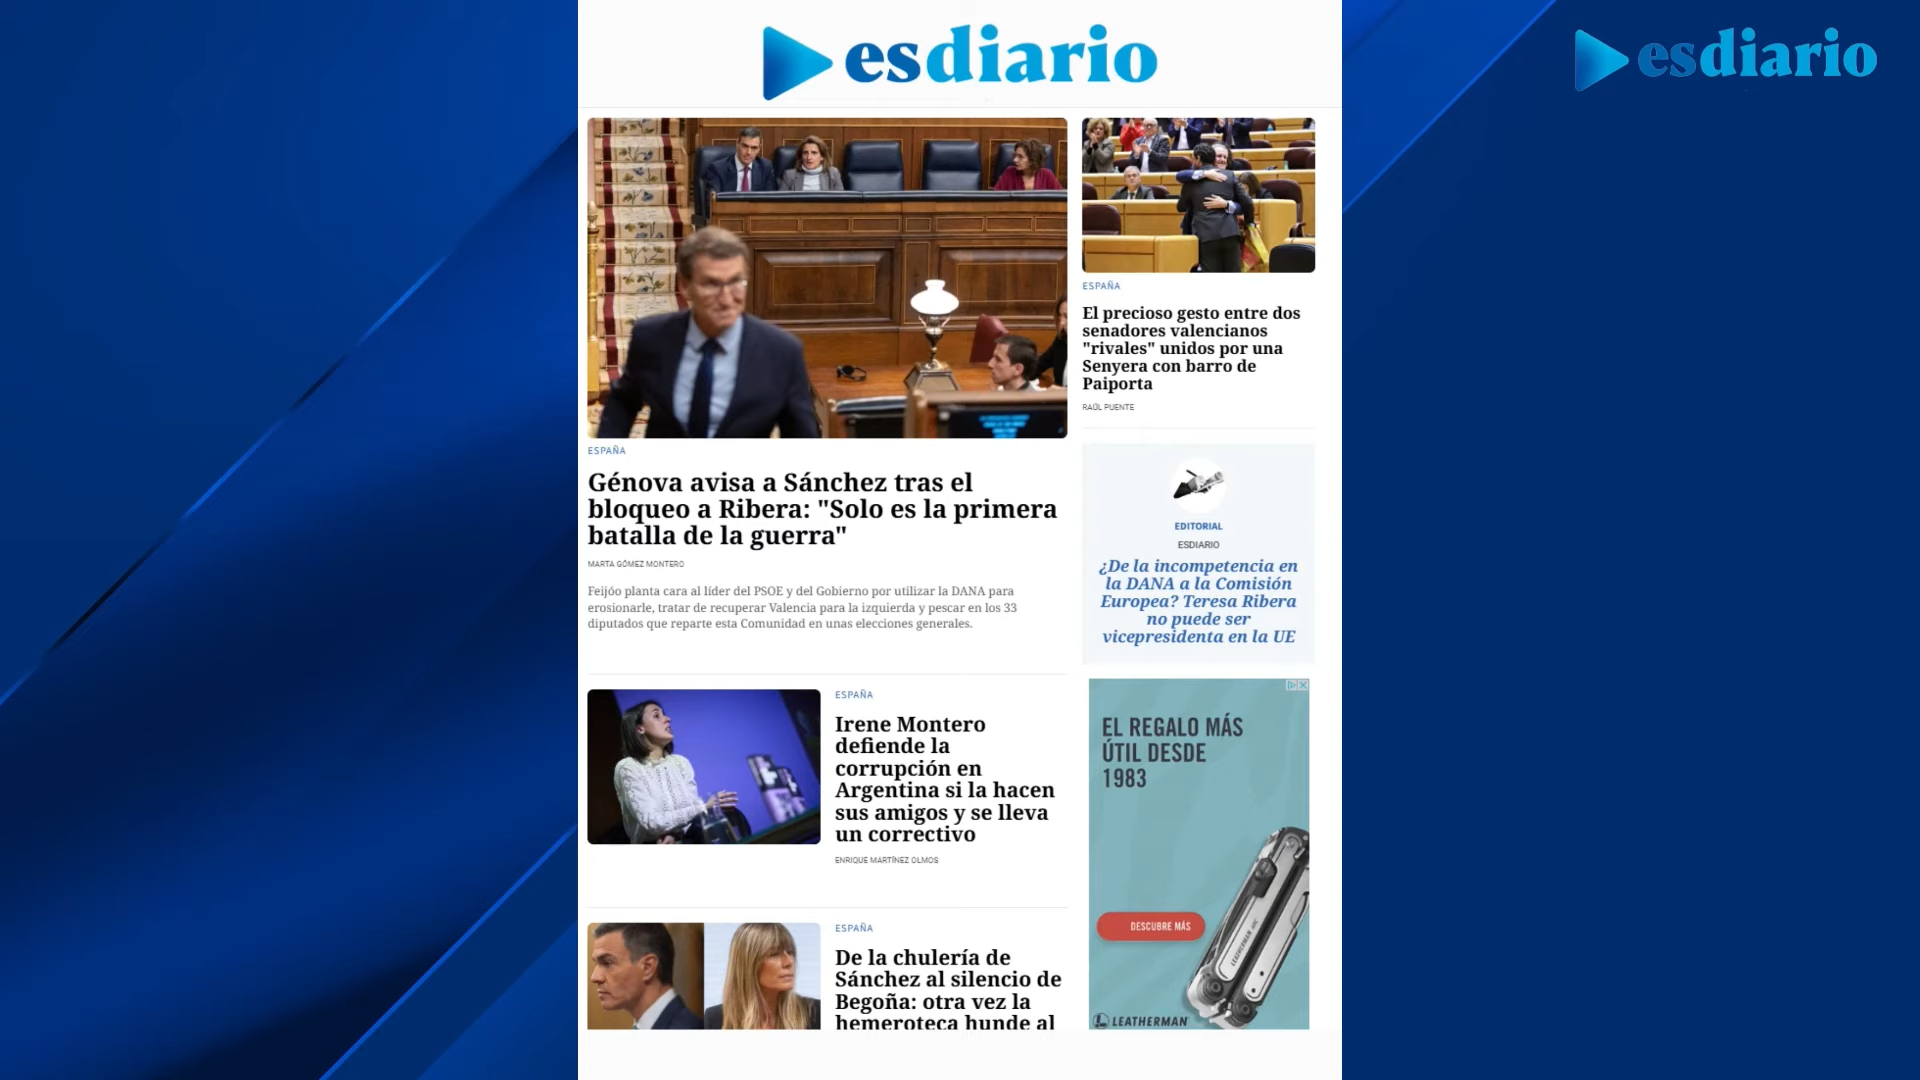 esdiario
esdiario
ESPAÑA
Génova avisa a Sánchez tras el
bloqueo a Ribera: "Solo es la primera
batalla de la guerra"
MARTA GÓMEZ MONTERO
Feijóo planta cara al líder del PSOE y del Gobierno por utilizar la DANA para
erosionarle, tratar de recuperar Valencia para la izquierda y pescar en los 33
diputados que reparte esta Comunidad en unas elecciones generales.
ESPAÑA
Irene Montero
defiende la
corrupción en
Argentina si la hacen
sus amigos y se lleva
un correctivo
ENRIQUE MARTÍNEZ OLMOS
ESPAÑA
De la chulería de
Sánchez al silencio de
Begoña: otra vez la
hemeroteca hunde al
ESPAÑA
El precioso gesto entre dos
senadores valencianos
"rivales" unidos por una
Senyera con barro de
Paiporta
RAÚL PUENTE
EDITORIAL
ESDIARIO
¿De la incompetencia en
la DANA a la Comisión
Europea? Teresa Ribera
no puede ser
vicepresidenta en la UE
EL REGALO MÁS
ÚTIL DESDE
1983
DESCUBRE MÁS
LEATHERMAN
LEATHERMAN